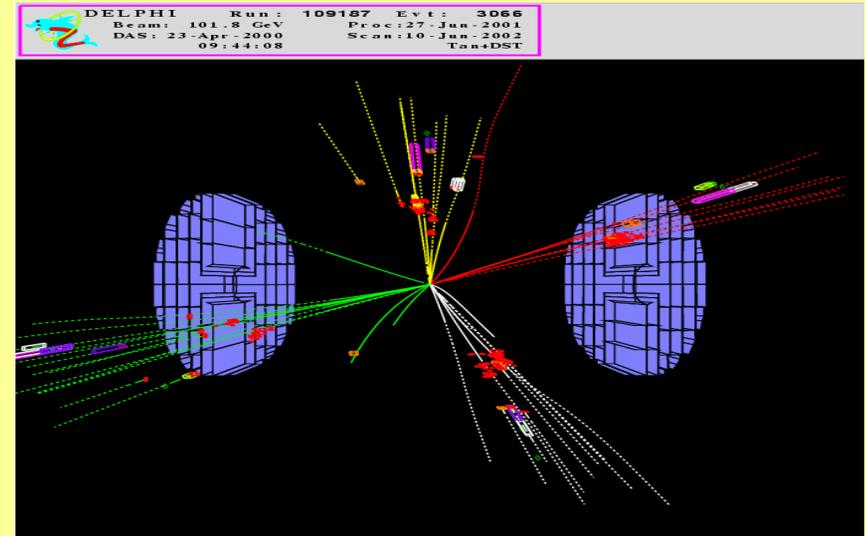 DELPHI Run: 109187 Evt: 3066
Beam: 101.8 GeV Proc:27-Jun-2001
DAS: 23-Apr-2000 Scan:10-Jun-2002
09:44:08 Tan+DST